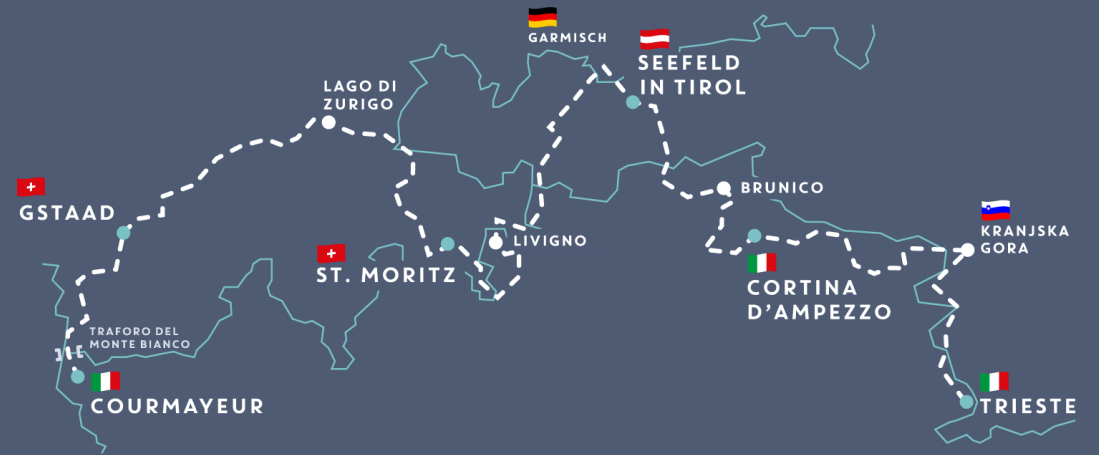 GARMISCH
SEEFELD
IN TIROL
LAGO DI
ZURIGO
GSTAAD
BRUNICO
KRANJSKA
GORA
LIVIGNO
ST. MORITZ
CORTINA
D'AMPEZZO
TRAFORO DEL
MONTE BIANCO
COURMAYEUR
TRIESTE